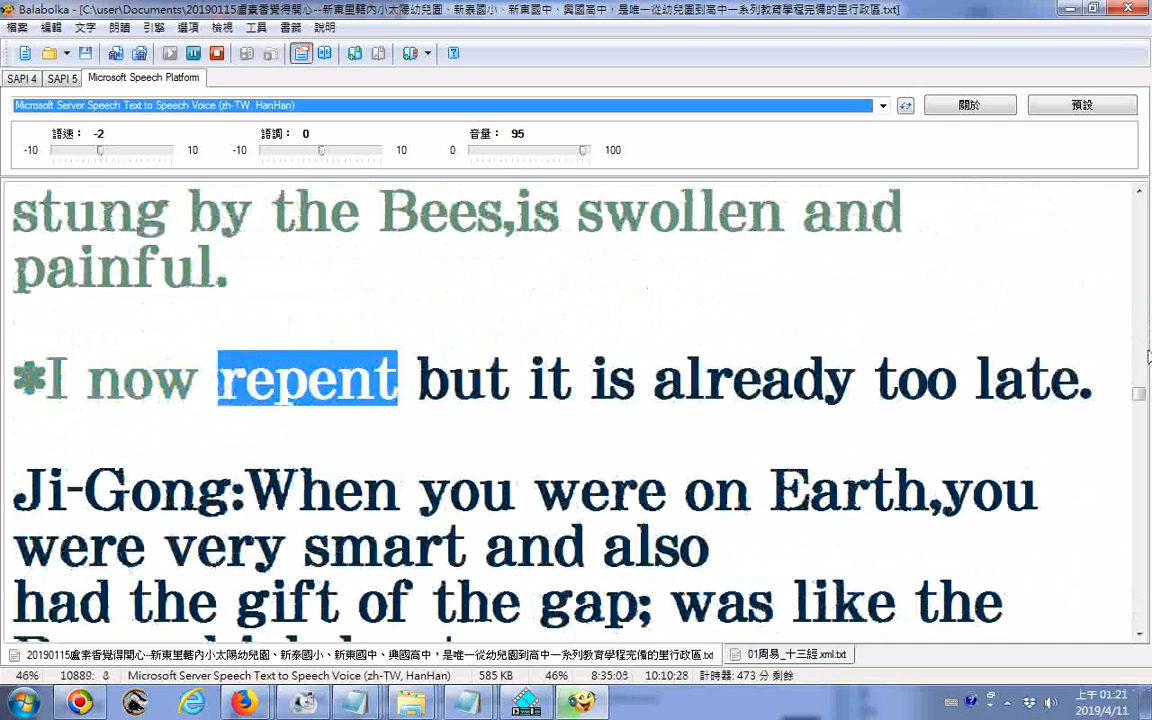 Balabolka - [C:\user\Documents\20190115盧素香覺得開心--新東里轄內小太陽幼兒園、新泰國小、新東國中、興國高中，是唯一從幼兒園到高中一系列教育學程完備的里行政區.txt]
檔案 編輯 文字 朗讀 引擎 選項 檢視 工具 書籤 說明
SAPI 4 SAPI 5 Microsoft Speech Platform
Microsoft Server Speech Text to Speech Voice (zh-TW, HanHan) 關於 預設
語速： -2 語調： 0 音量： 95
-10 10 -10 10 0 100
stung by the Bees,is swollen and
painful.
*I now repent but it is already too late.
Ji-Gong:When you were on Earth,you
were very smart and also
had the gift of the gap; was like the
20190115盧素香覺得開心--新東里轄內小太陽幼兒園、新泰國小、新東國中、興國高中，是唯一從幼兒園到高中一系列教育學程完備的里行政區.txt 01周易_十三經.xml.txt
46% 10889: 8 Microsoft Server Speech Text to Speech Voice (zh-TW, HanHan) 585 KB 46% 8:35:03 10:10:28 計時器: 473 分 剩餘
上午 01:21
2019/4/11